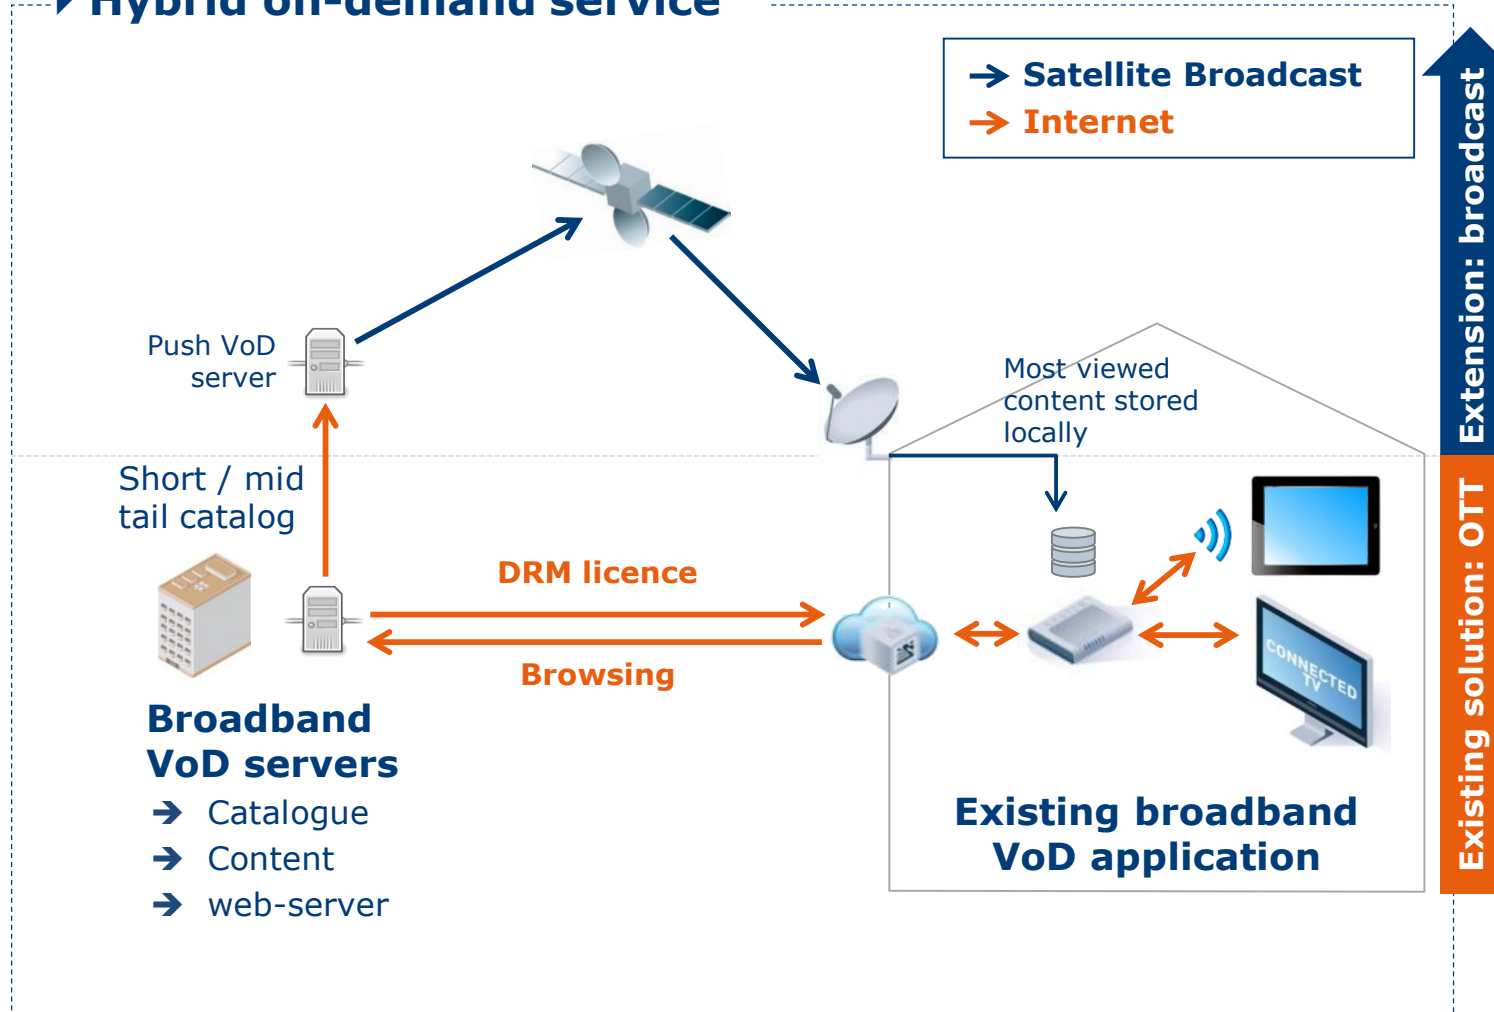 Hybrid on-demand service
Satellite Broadcast
Internet
Extension: broadcast
Push VoD
server
Most viewed
content stored
locally
Short / mid
tail catalog
DRM licence
Browsing
CONNECTED
TV
Existing solution: OTT
Broadband
VoD servers
Catalogue
Content
web-server
Existing broadband
VoD application